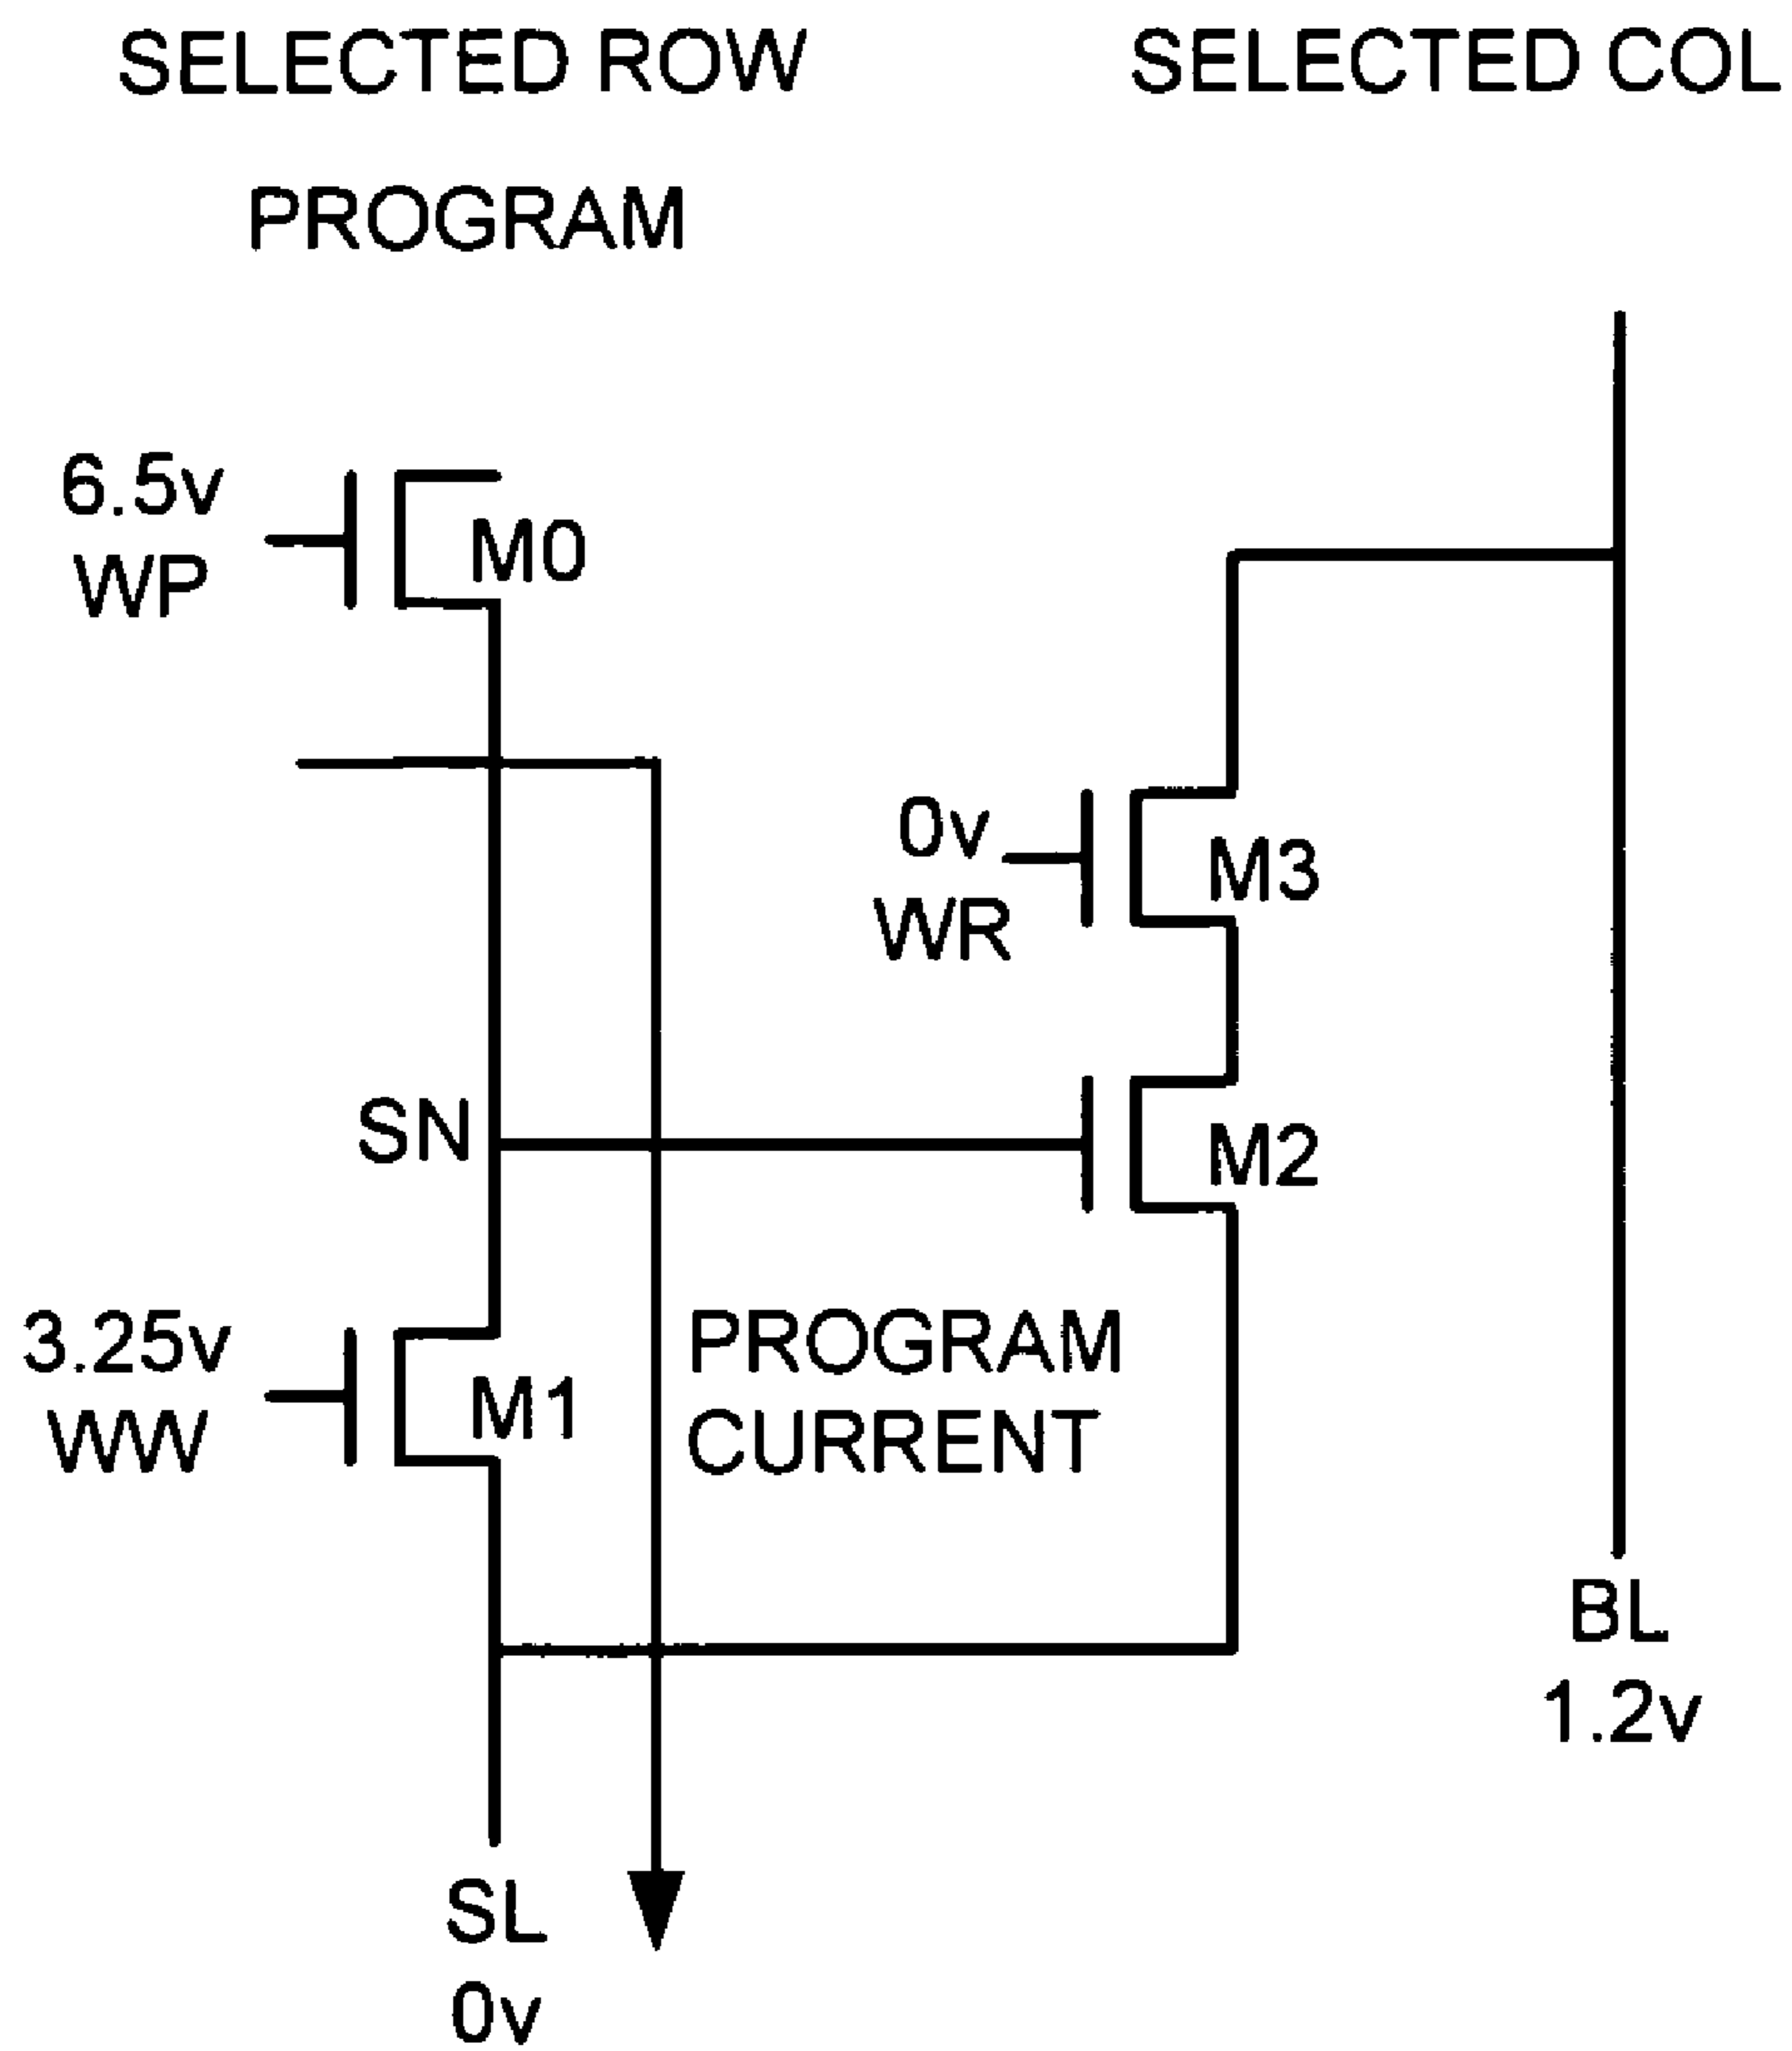 SELECTED ROW
SELECTED COL
PROGRAM
6.5v
WP
M0
0v
WR
M3
SN
M2
3.25v
WW
M1
PROGRAM
CURRENT
BL
1.2v
SL
0v